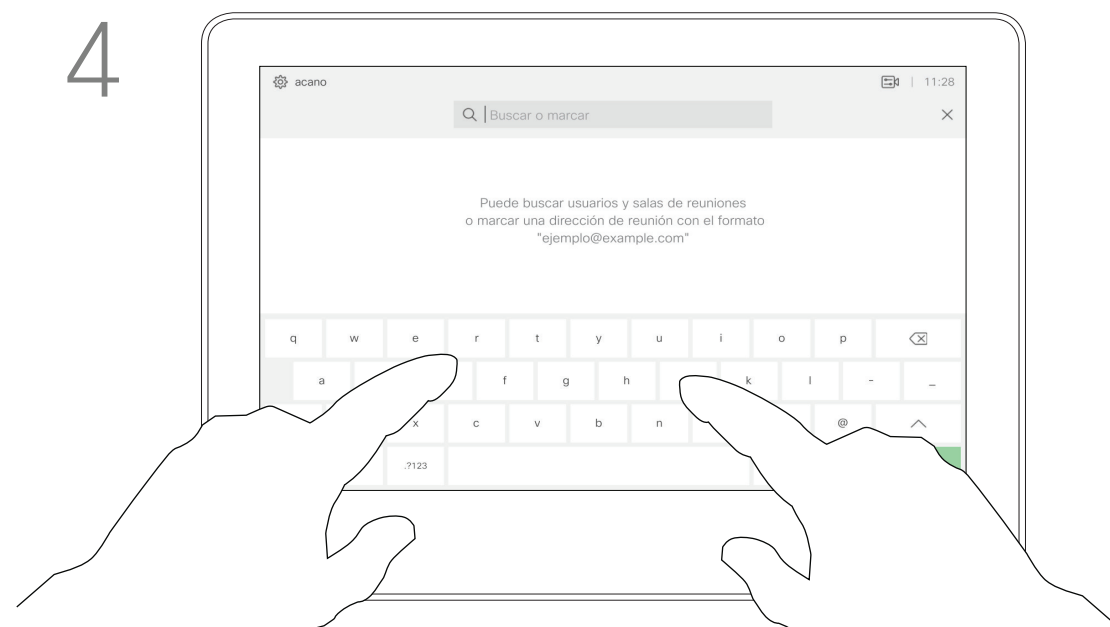 4
acano | 11:28
Buscar o marcar
Puede buscar usuarios y salas de reuniones
o marcar una dirección de reunión con el formato
"ejemplo@example.com"
q w e r t y u i o p
a f g h k l - _
x c v b n @
.?123